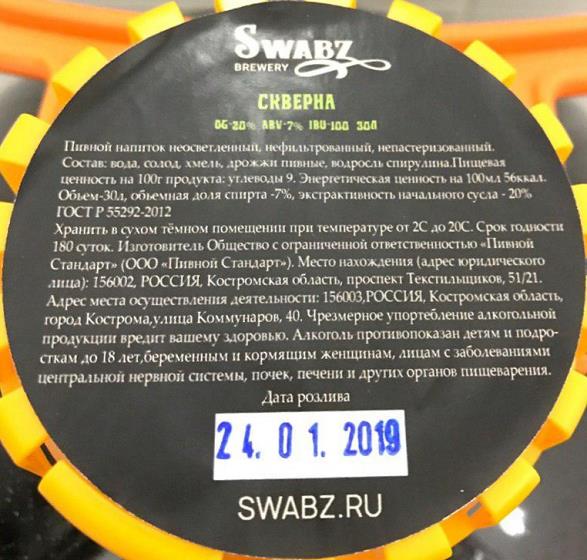 SWABZ
BREWERY
СКВЕРНА
OG-20% ABV-7% IBU-100 30Л
Пивной напиток неосветленный, нефильтрованный, непастеризованный.
Состав: вода, солод, хмель, дрожжи пивные, водросль спирулина.Пищевая
ценность на 100г продукта: углеводы 9. Энергетическая ценность на 100мл 56ккал.
Объем-30л, объемная доля спирта -7%, экстрактивность начального сусла - 20%
ГОСТ Р 55292-2012
Хранить в сухом тёмном помещении при температуре от 2С до 20С. Срок годности
180 суток. Изготовитель Общество с ограниченной ответственностью «Пивной
Стандарт» (ООО «Пивной Стандарт»). Место нахождения (адрес юридического
лица): 156002, РОССИЯ, Костромская область, проспект Текстильщиков, 51/21.
Адрес места осуществления деятельности: 156003,РОССИЯ, Костромская область,
город Кострома,улица Коммунаров, 40. Чрезмерное упортебление алкогольной
продукции вредит вашему здоровью. Алкоголь противопоказан детям и подро-
сткам до 18 лет,беременным и кормящим женщинам, лицам с заболеваниями
центральной нервной системы, почек, печени и других органов пищеварения.
Дата розлива
24. 01. 2019
SWABZ.RU